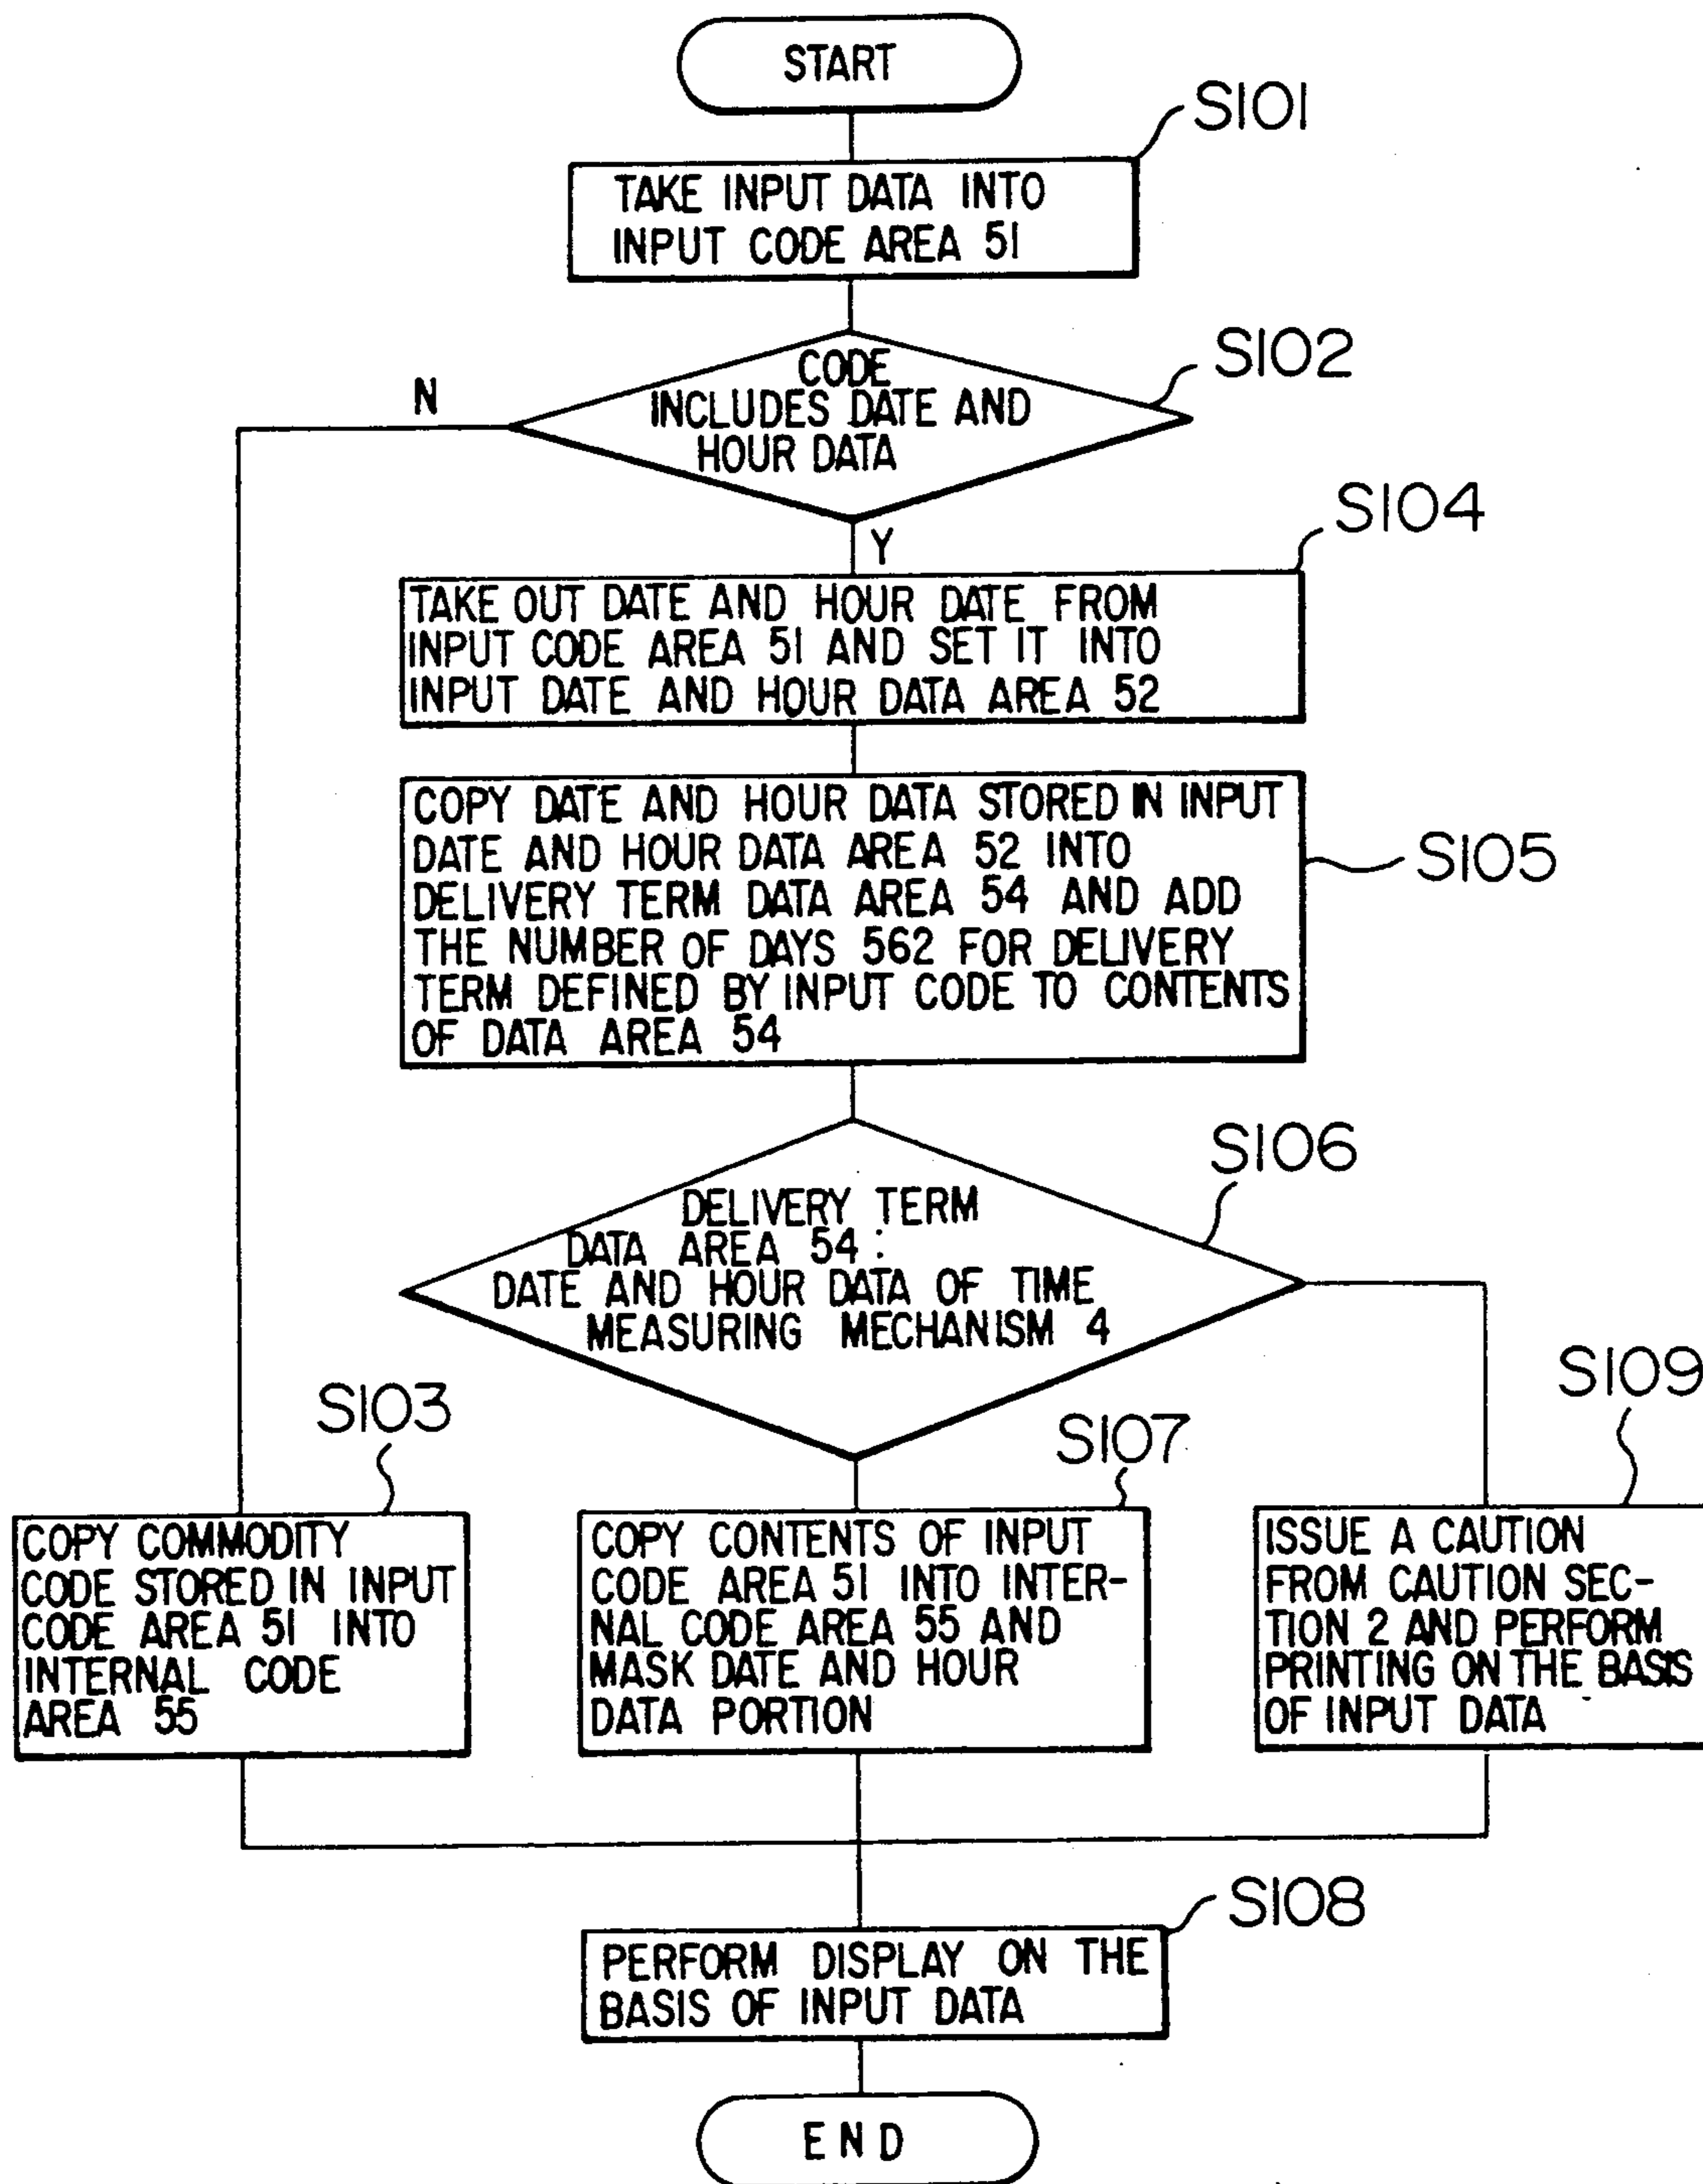 START
S101
TAKE INPUT DATA INTO
INPUT CODE AREA 51
S102
CODE
INCLUDES DATE AND
HOUR DATA
N
Y
S104
TAKE OUT DATE AND HOUR DATE FROM
INPUT CODE AREA 51 AND SET IT INTO
INPUT DATE AND HOUR DATA AREA 52
COPY DATE AND HOUR DATA STORED IN INPUT
DATE AND HOUR DATA AREA 52 INTO
DELIVERY TERM DATA AREA 54 AND ADD
THE NUMBER OF DAYS 562 FOR DELIVERY
TERM DEFINED BY INPUT CODE TO CONTENTS
OF DATA AREA 54
S105
S106
DELIVERY TERM
DATA AREA 54 :
DATE AND HOUR DATA OF TIME
MEASURING MECHANISM 4
S103
COPY COMMODITY
CODE STORED IN INPUT
CODE AREA 51 INTO
INTERNAL CODE
AREA 55
S107
COPY CONTENTS OF INPUT
CODE AREA 51 INTO INTER-
NAL CODE AREA 55 AND
MASK DATE AND HOUR
DATA PORTION
S109
ISSUE A CAUTION
FROM CAUTION SEC-
TION 2 AND PERFORM
PRINTING ON THE BASIS
OF INPUT DATA
S108
PERFORM DISPLAY ON THE
BASIS OF INPUT DATA
END